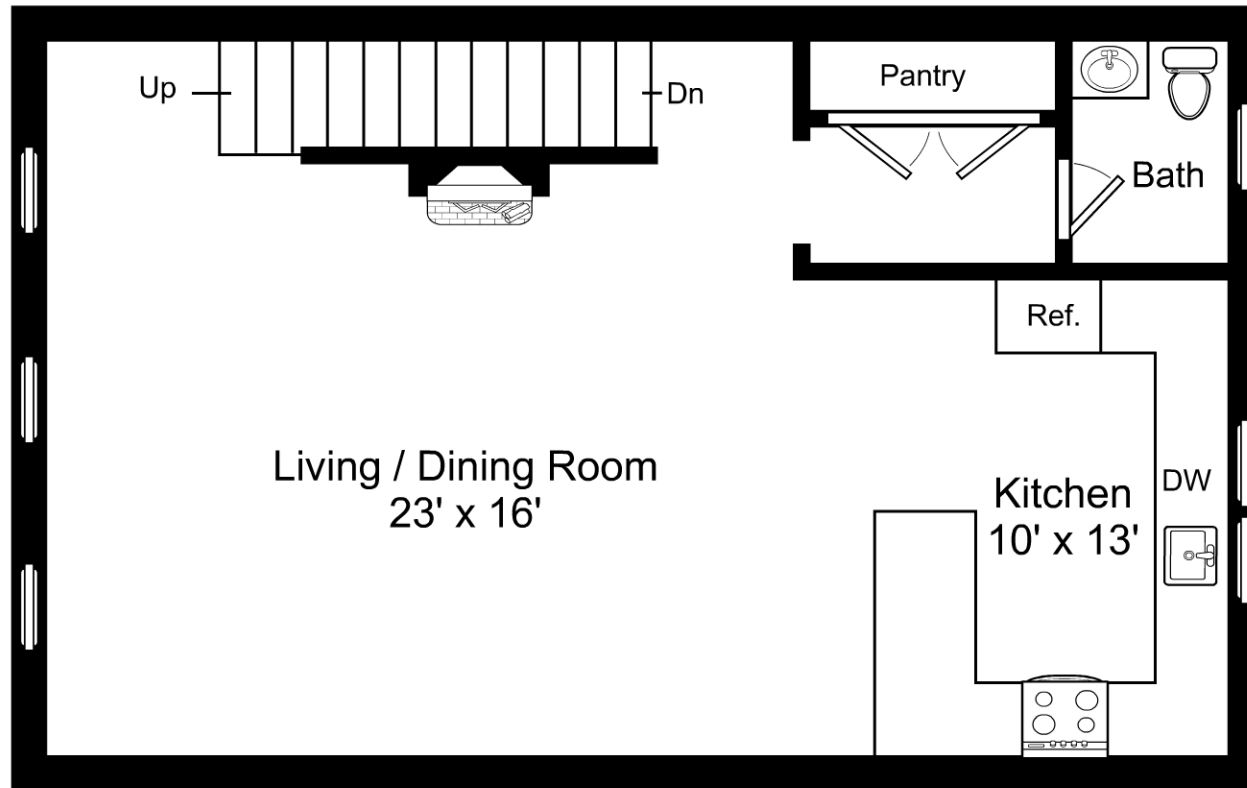 Up
Dn
Pantry
Bath
Ref.
Living / Dining Room
23' x 16'
Kitchen
10' x 13'
DW